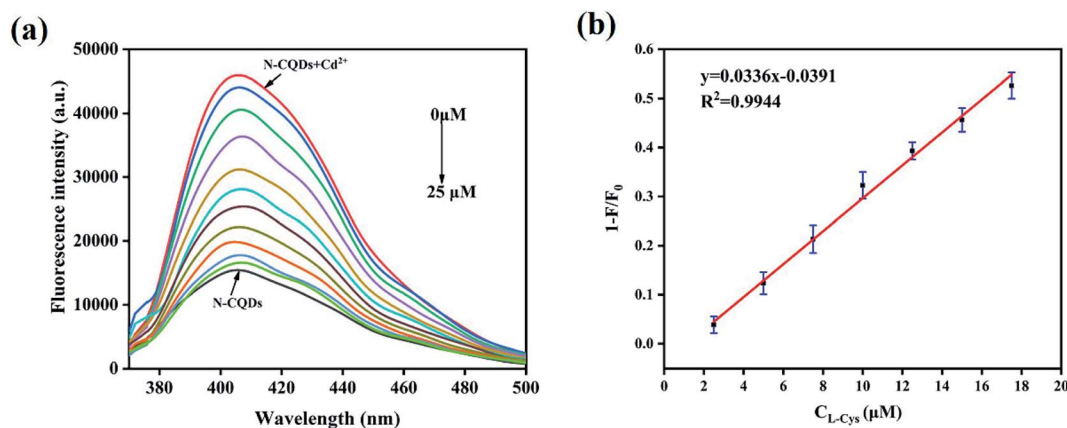 (a)
50000
40000
30000
20000
10000
0
Fluorescence intensity (a.u.)
N-CQDs+Cd²⁺
0μM
25 μM
N-CQDs
380 400 420 440 460 480 500
Wavelength (nm)
(b)
0.6
0.5
0.4
0.3
0.2
0.1
0.0
1-F/F₀
y=0.0336x-0.0391
R²=0.9944
0 2 4 6 8 10 12 14 16 18 20
C_L-Cys (μM)